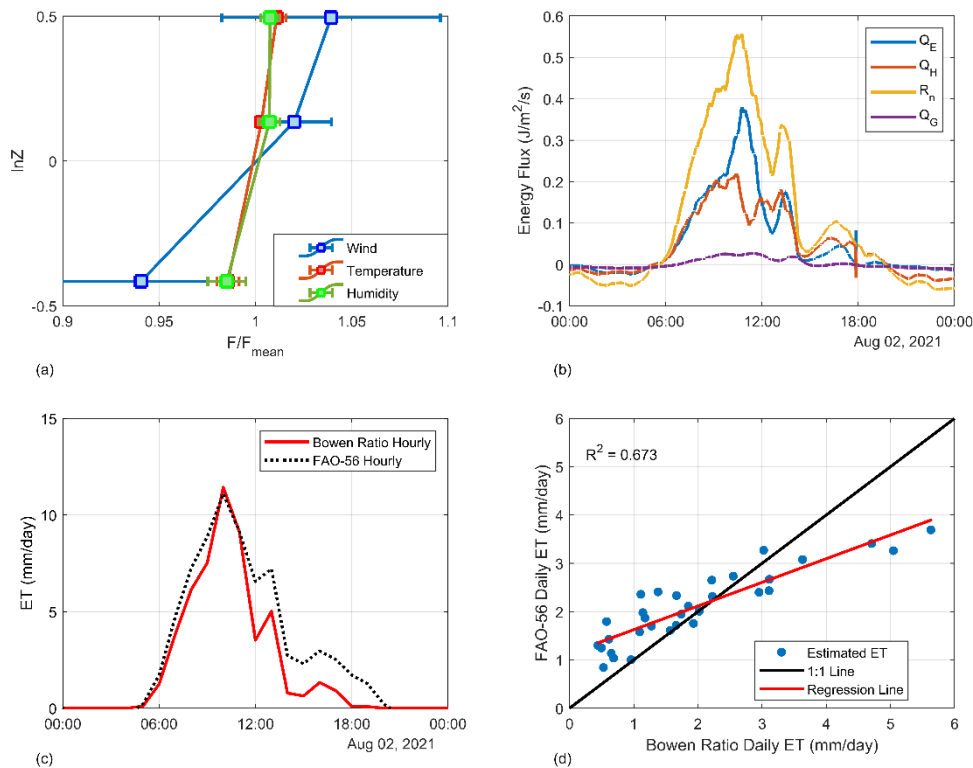 0.5
0
-0.5
lnZ
0.9
0.95
1
1.05
1.1
F/F_mean
Wind
Temperature
Humidity
(a)
0.6
0.5
0.4
0.3
0.2
0.1
0
-0.1
Energy Flux (J/m^2/s)
Q_E
Q_H
R_n
Q_G
00:00
06:00
12:00
18:00
00:00
Aug 02, 2021
(b)
15
10
5
0
ET (mm/day)
Bowen Ratio Hourly
FAO-56 Hourly
00:00
06:00
12:00
18:00
00:00
Aug 02, 2021
(c)
6
5
4
3
2
1
0
FAO-56 Daily ET (mm/day)
R^2 = 0.673
Estimated ET
1:1 Line
Regression Line
0
1
2
3
4
5
6
Bowen Ratio Daily ET (mm/day)
(d)